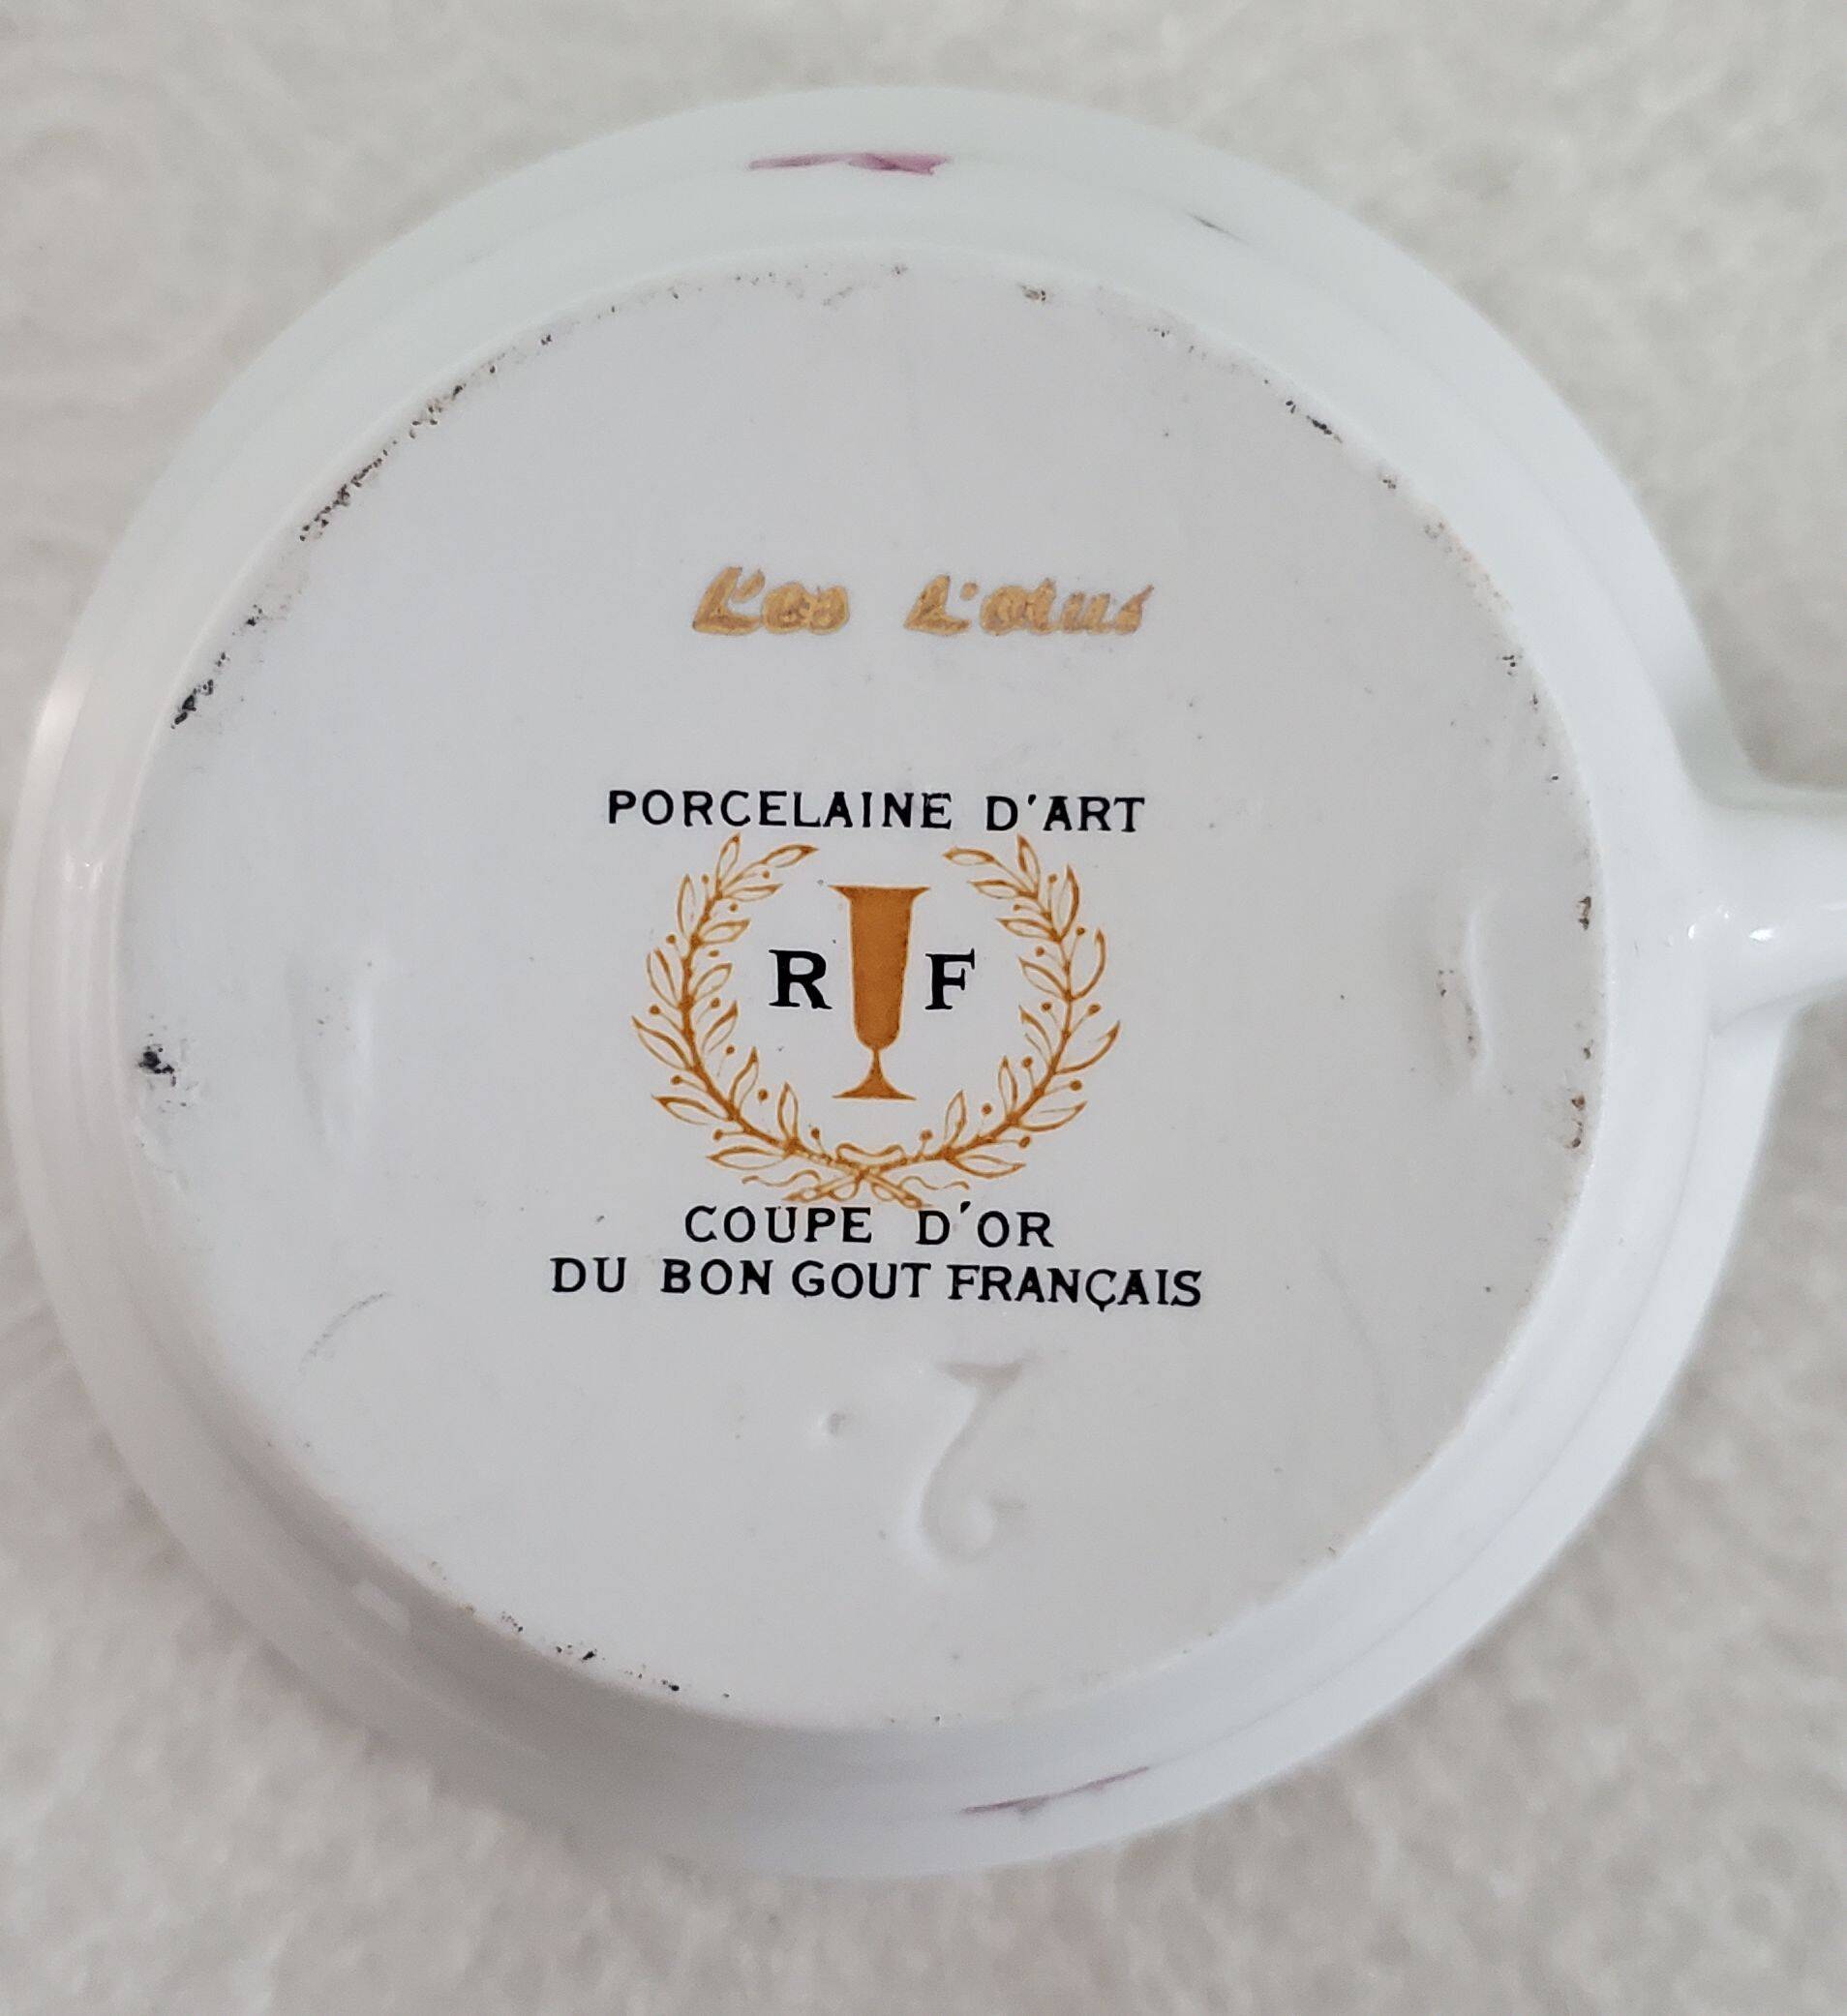 Les Lotus
PORCELAINE D'ART
R F
COUPE D'OR
DU BON GOUT FRANÇAIS